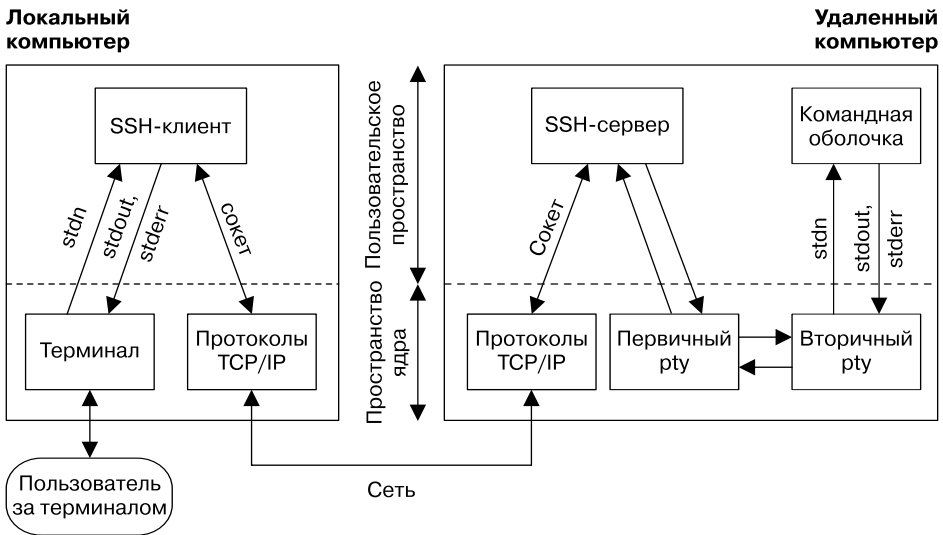 Локальный
компьютер
Удаленный
компьютер
SSH-клиент
stdn
stdout,
stderr
сокет
Терминал
Протоколы
TCP/IP
Пользователь
за терминалом
Пользовательское
пространство
Пространство
ядра
Сеть
SSH-сервер
Командная
оболочка
Сокет
stdn
stdout,
stderr
Протоколы
TCP/IP
Первичный
pty
Вторичный
pty